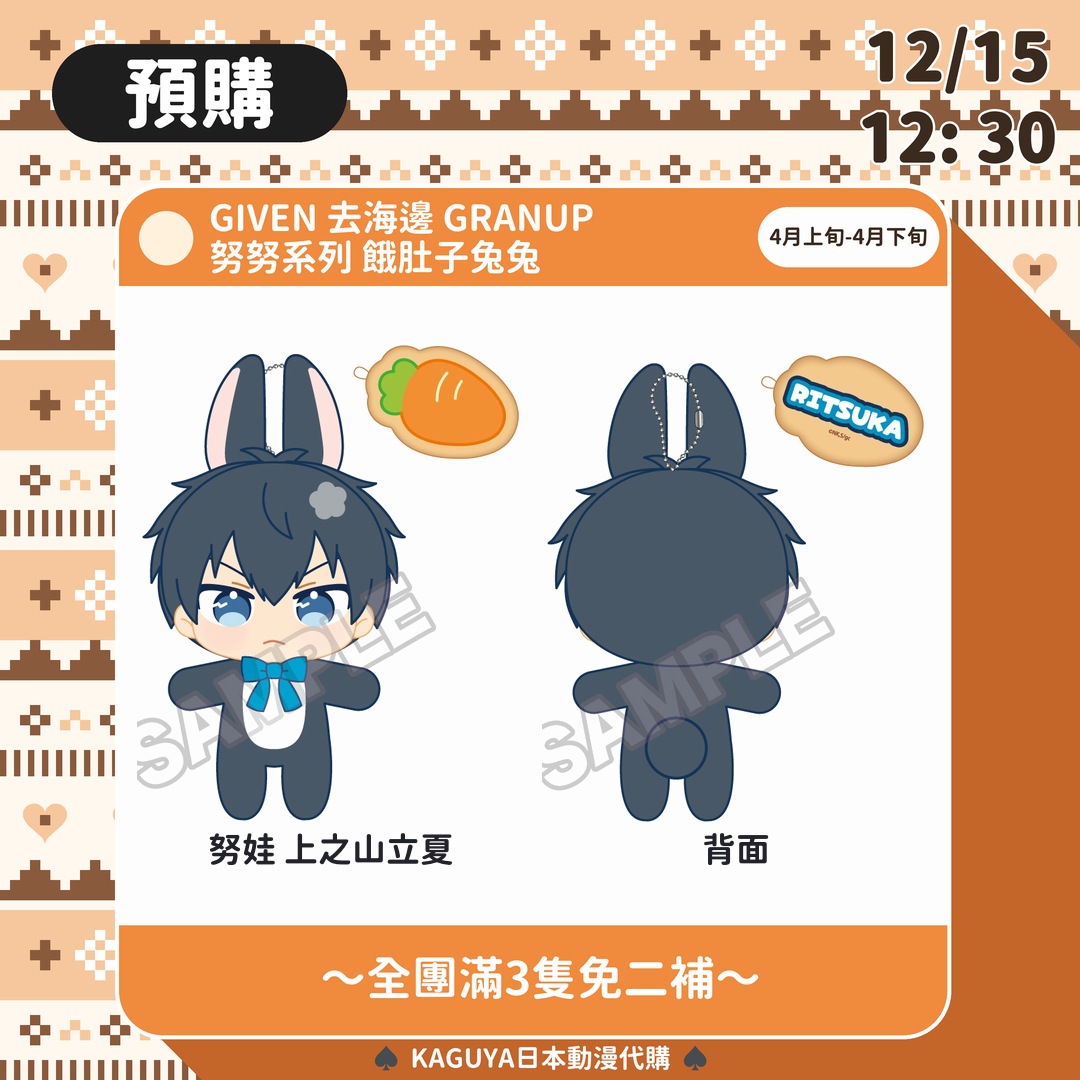 預購
12/15
12: 30
GIVEN 去海邊 GRANUP
努努系列 餓肚子兔兔
4月上旬-4月下旬
RITSUKA
©NK,S/gc
SAMPLE
SAMPLE
努娃 上之山立夏
背面
～全團滿3隻免二補～
♠ KAGUYA日本動漫代購 ♠